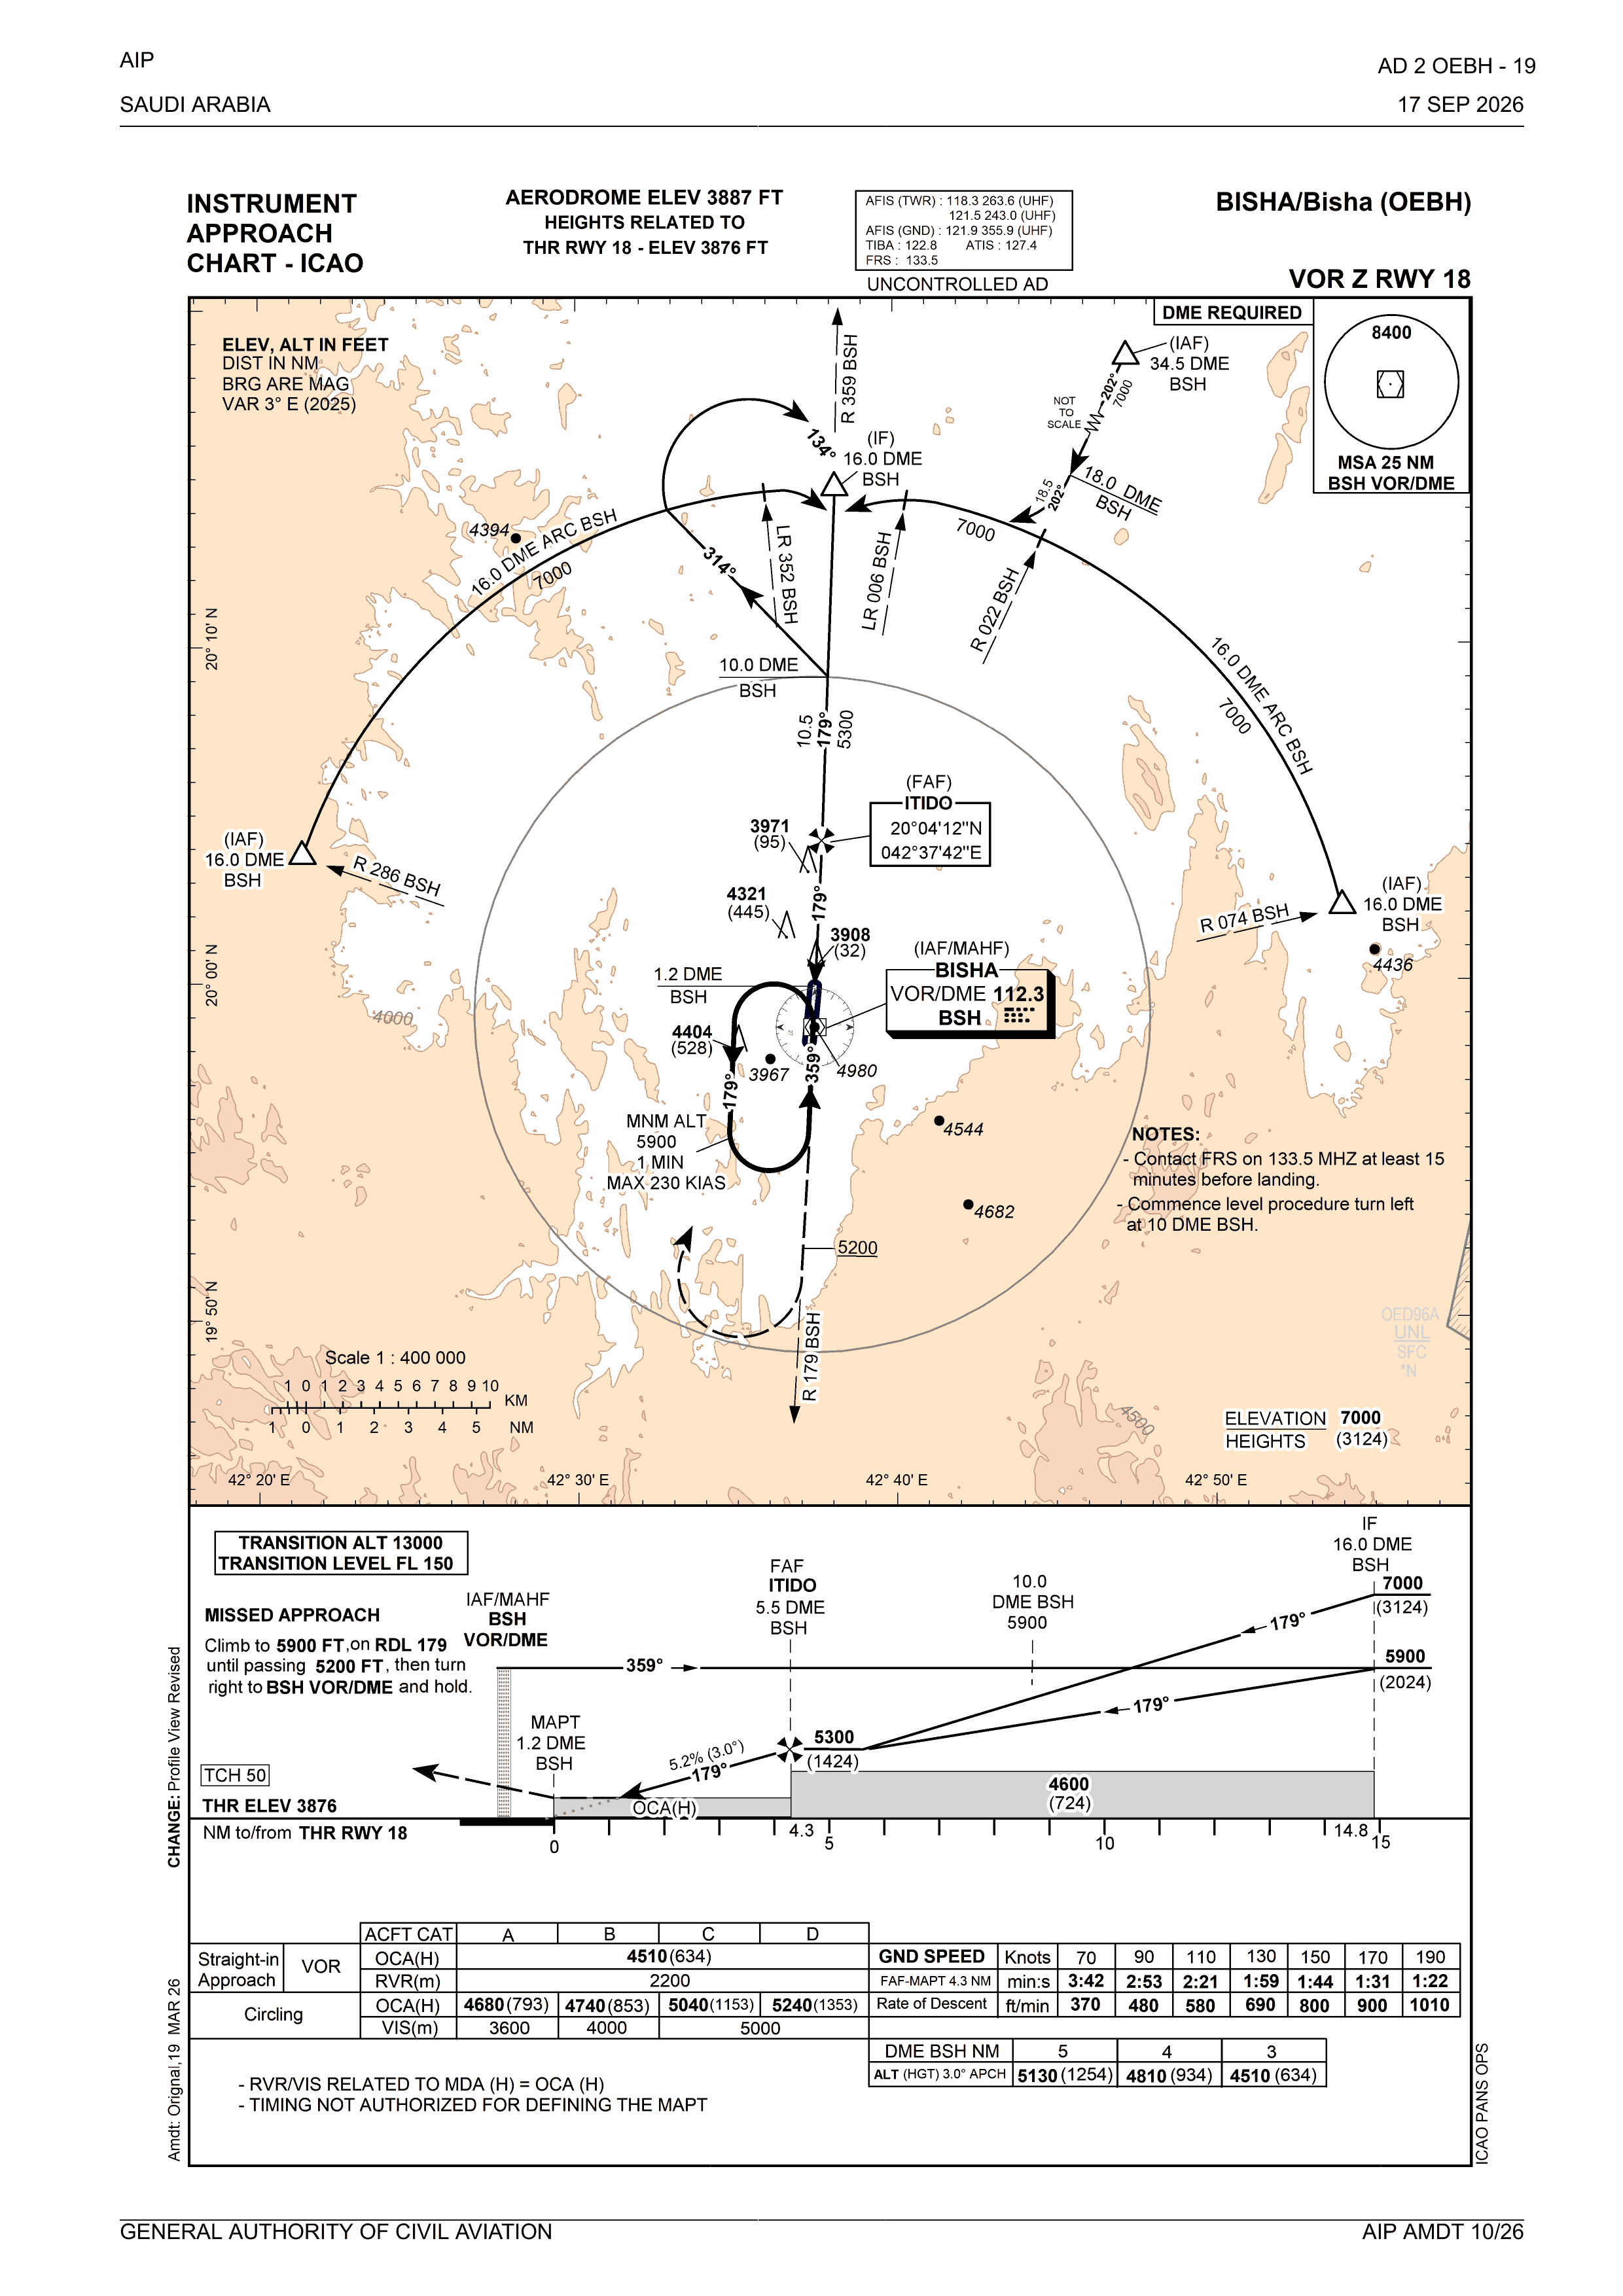 AIP
AD 2 OEBH - 19
SAUDI ARABIA
17 SEP 2026
INSTRUMENT
APPROACH
CHART - ICAO
AERODROME ELEV 3887 FT
HEIGHTS RELATED TO
THR RWY 18 - ELEV 3876 FT
AFIS (TWR) : 118.3 263.6 (UHF)
121.5 243.0 (UHF)
AFIS (GND) : 121.9 355.9 (UHF)
TIBA : 122.8 ATIS : 127.4
FRS : 133.5
UNCONTROLLED AD
BISHA/Bisha (OEBH)
VOR Z RWY 18
DME REQUIRED
ELEV, ALT IN FEET
DIST IN NM
BRG ARE MAG
VAR 3° E (2025)
8400
MSA 25 NM
BSH VOR/DME
(IAF)
34.5 DME
BSH
202°
7000
NOT
TO
SCALE
18.0 DME
BSH
18.5
202°
R 359 BSH
134°
(IF)
16.0 DME
BSH
4394
16.0 DME ARC BSH
7000
314°
LR 352 BSH
LR 006 BSH
7000
R 022 BSH
16.0 DME ARC BSH
7000
20° 10' N
10.0 DME
BSH
10.5
179°
5300
(FAF)
ITIDO
20°04'12"N
042°37'42"E
3971
(95)
(IAF)
16.0 DME
BSH
R 286 BSH
4321
(445)
179°
3908
(32)
(IAF)
16.0 DME
BSH
R 074 BSH
4436
20° 00' N
1.2 DME
BSH
(IAF/MAHF)
BISHA
VOR/DME 112.3
BSH
4000
4404
(528)
3967
359°
4980
179°
MNM ALT
5900
1 MIN
MAX 230 KIAS
4544
4682
NOTES:
- Contact FRS on 133.5 MHZ at least 15
minutes before landing.
- Commence level procedure turn left
at 10 DME BSH.
5200
19° 50' N
R 179 BSH
OED96A
UNL
SFC
*N
Scale 1 : 400 000
1 0 1 2 3 4 5 6 7 8 9 10
KM
1 0 1 2 3 4 5 NM
4500
ELEVATION 7000
HEIGHTS (3124)
42° 20' E
42° 30' E
42° 40' E
42° 50' E
TRANSITION ALT 13000
TRANSITION LEVEL FL 150
MISSED APPROACH
Climb to 5900 FT, on RDL 179
until passing 5200 FT, then turn
right to BSH VOR/DME and hold.
IAF/MAHF
BSH
VOR/DME
FAF
ITIDO
5.5 DME
BSH
10.0
DME BSH
5900
IF
16.0 DME
BSH
7000
(3124)
179°
359°
5900
(2024)
179°
MAPT
1.2 DME
BSH
5.2% (3.0°)
179°
5300
(1424)
TCH 50
THR ELEV 3876
OCA(H)
4600
(724)
NM to/from THR RWY 18
0
4.3
5
10
14.8
15
CHANGE: Profile View Revised
Amdt: Orignal,19 MAR 26
ACFT CAT A B C D
Straight-in
Approach
VOR
OCA(H) 4510(634)
RVR(m) 2200
Circling
OCA(H) 4680(793) 4740(853) 5040(1153) 5240(1353)
VIS(m) 3600 4000 5000
GND SPEED Knots 70 90 110 130 150 170 190
FAF-MAPT 4.3 NM min:s 3:42 2:53 2:21 1:59 1:44 1:31 1:22
Rate of Descent ft/min 370 480 580 690 800 900 1010
DME BSH NM 5 4 3
ALT (HGT) 3.0° APCH 5130 (1254) 4810 (934) 4510 (634)
- RVR/VIS RELATED TO MDA (H) = OCA (H)
- TIMING NOT AUTHORIZED FOR DEFINING THE MAPT
ICAO PANS OPS
GENERAL AUTHORITY OF CIVIL AVIATION
AIP AMDT 10/26